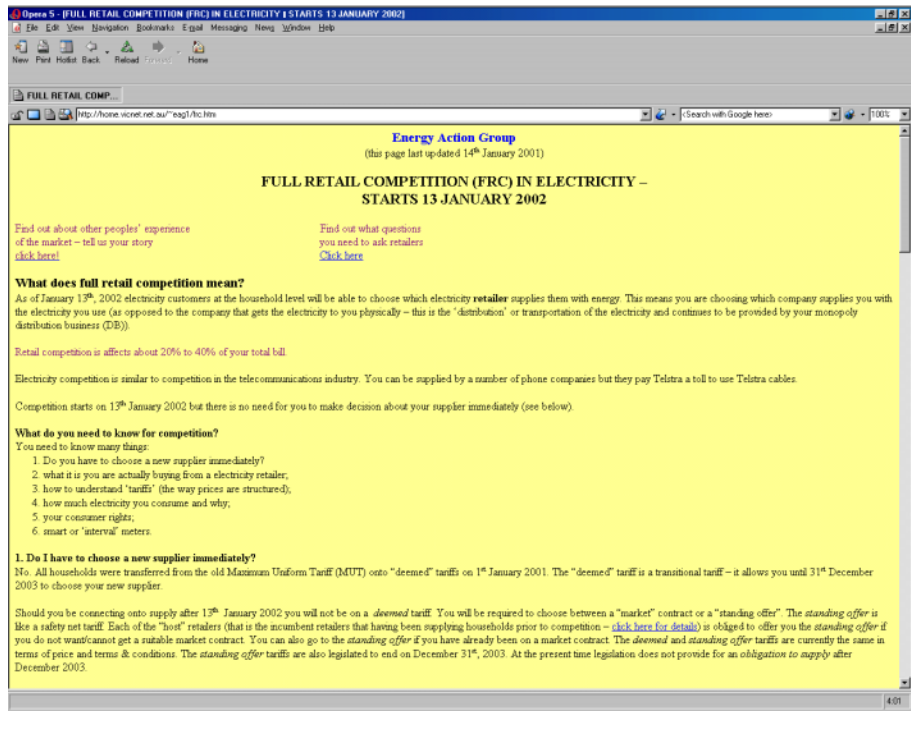 Opera 5 - [FULL RETAIL COMPETITION (FRC) IN ELECTRICITY | STARTS 13 JANUARY 2002]
File Edit View Navigation Bookmarks E-mail Messaging News Window Help
New Print Hotlist Back Reload Forward Home
FULL RETAIL COMP...
http://home.vicnet.net.au/~eag1/frc.htm <Search with Google here> 100%
Energy Action Group
(this page last updated 14th January 2001)
FULL RETAIL COMPETITION (FRC) IN ELECTRICITY –
STARTS 13 JANUARY 2002
Find out about other peoples' experience Find out what questions
of the market – tell us your story you need to ask retailers
click here! Click here
What does full retail competition mean?
As of January 13th, 2002 electricity customers at the household level will be able to choose which electricity retailer supplies them with energy. This means you are choosing which company supplies you with
the electricity you use (as opposed to the company that gets the electricity to you physically – this is the 'distribution' or transportation of the electricity and continues to be provided by your monopoly
distribution business (DB)).
Retail competition is affects about 20% to 40% of your total bill.
Electricity competition is similar to competition in the telecommunications industry. You can be supplied by a number of phone companies but they pay Telstra a toll to use Telstra cables.
Competition starts on 13th January 2002 but there is no need for you to make decision about your supplier immediately (see below).
What do you need to know for competition?
You need to know many things:
1. Do you have to choose a new supplier immediately?
2. what it is you are actually buying from a electricity retailer;
3. how to understand 'tariffs' (the way prices are structured);
4. how much electricity you consume and why;
5. your consumer rights;
6. smart or 'interval' meters.
1. Do I have to choose a new supplier immediately?
No. All households were transferred from the old Maximum Uniform Tariff (MUT) onto "deemed" tariffs on 1st January 2001. The "deemed" tariff is a transitional tariff – it allows you until 31st December
2003 to choose your new supplier.
Should you be connecting onto supply after 13th January 2002 you will not be on a deemed tariff. You will be required to choose between a "market" contract or a "standing offer". The standing offer is
like a safety net tariff. Each of the "host" retailers (that is the incumbent retailers that having been supplying households prior to competition – click here for details) is obliged to offer you the standing offer if
you do not want/cannot get a suitable market contract. You can also go to the standing offer if you have already been on a market contract. The deemed and standing offer tariffs are currently the same in
terms of price and terms & conditions. The standing offer tariffs are also legislated to end on December 31st, 2003. At the present time legislation does not provide for an obligation to supply after
December 2003.
4:01